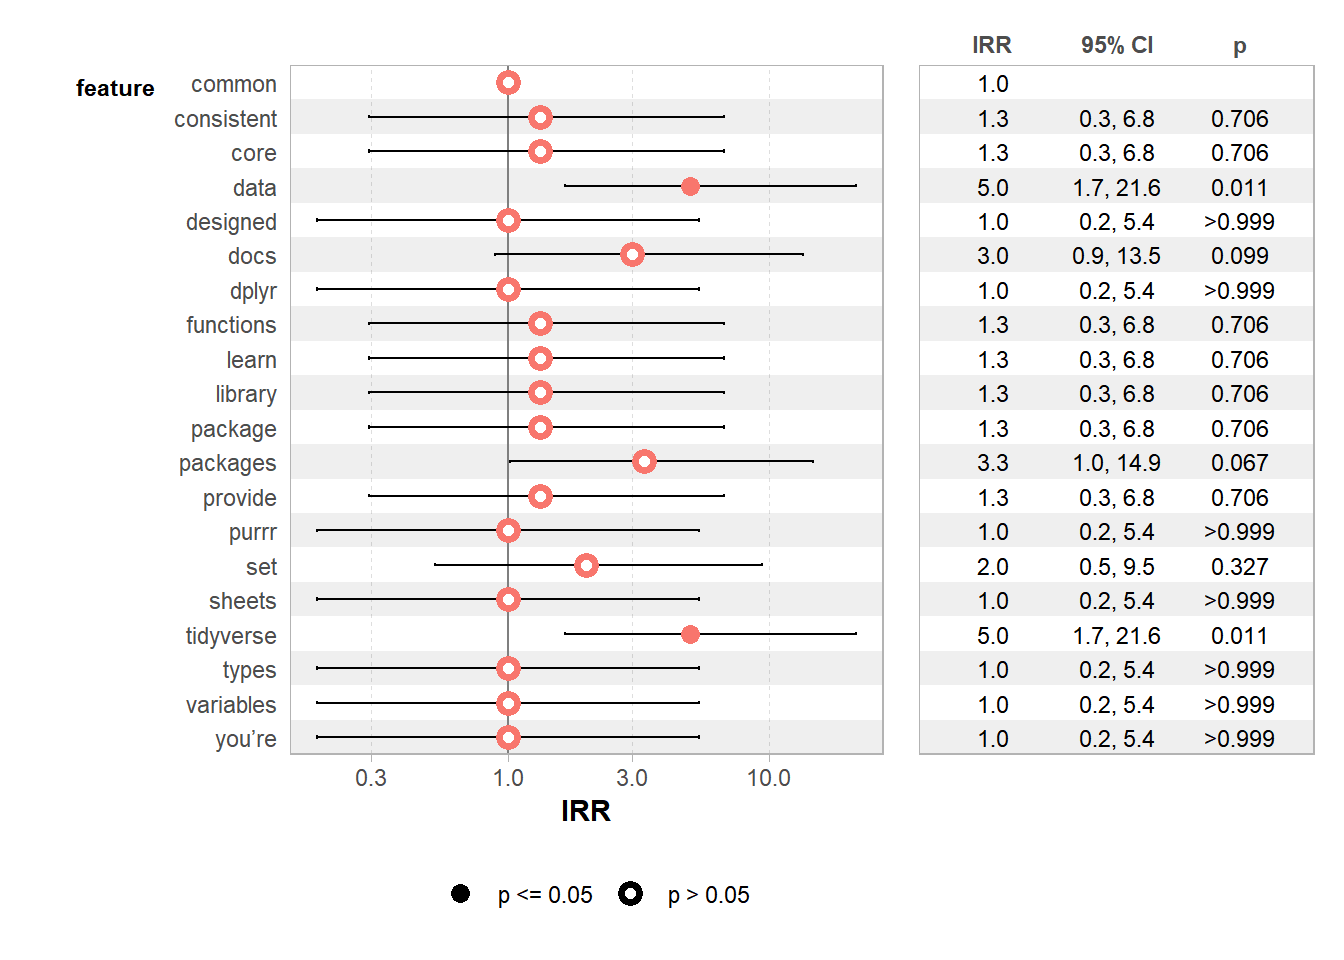 IRR 95% CI p
feature common 1.0
consistent 1.3 0.3, 6.8 0.706
core 1.3 0.3, 6.8 0.706
data 5.0 1.7, 21.6 0.011
designed 1.0 0.2, 5.4 >0.999
docs 3.0 0.9, 13.5 0.099
dplyr 1.0 0.2, 5.4 >0.999
functions 1.3 0.3, 6.8 0.706
learn 1.3 0.3, 6.8 0.706
library 1.3 0.3, 6.8 0.706
package 1.3 0.3, 6.8 0.706
packages 3.3 1.0, 14.9 0.067
provide 1.3 0.3, 6.8 0.706
purrr 1.0 0.2, 5.4 >0.999
set 2.0 0.5, 9.5 0.327
sheets 1.0 0.2, 5.4 >0.999
tidyverse 5.0 1.7, 21.6 0.011
types 1.0 0.2, 5.4 >0.999
variables 1.0 0.2, 5.4 >0.999
you’re 1.0 0.2, 5.4 >0.999
0.3 1.0 3.0 10.0
IRR
p <= 0.05 p > 0.05